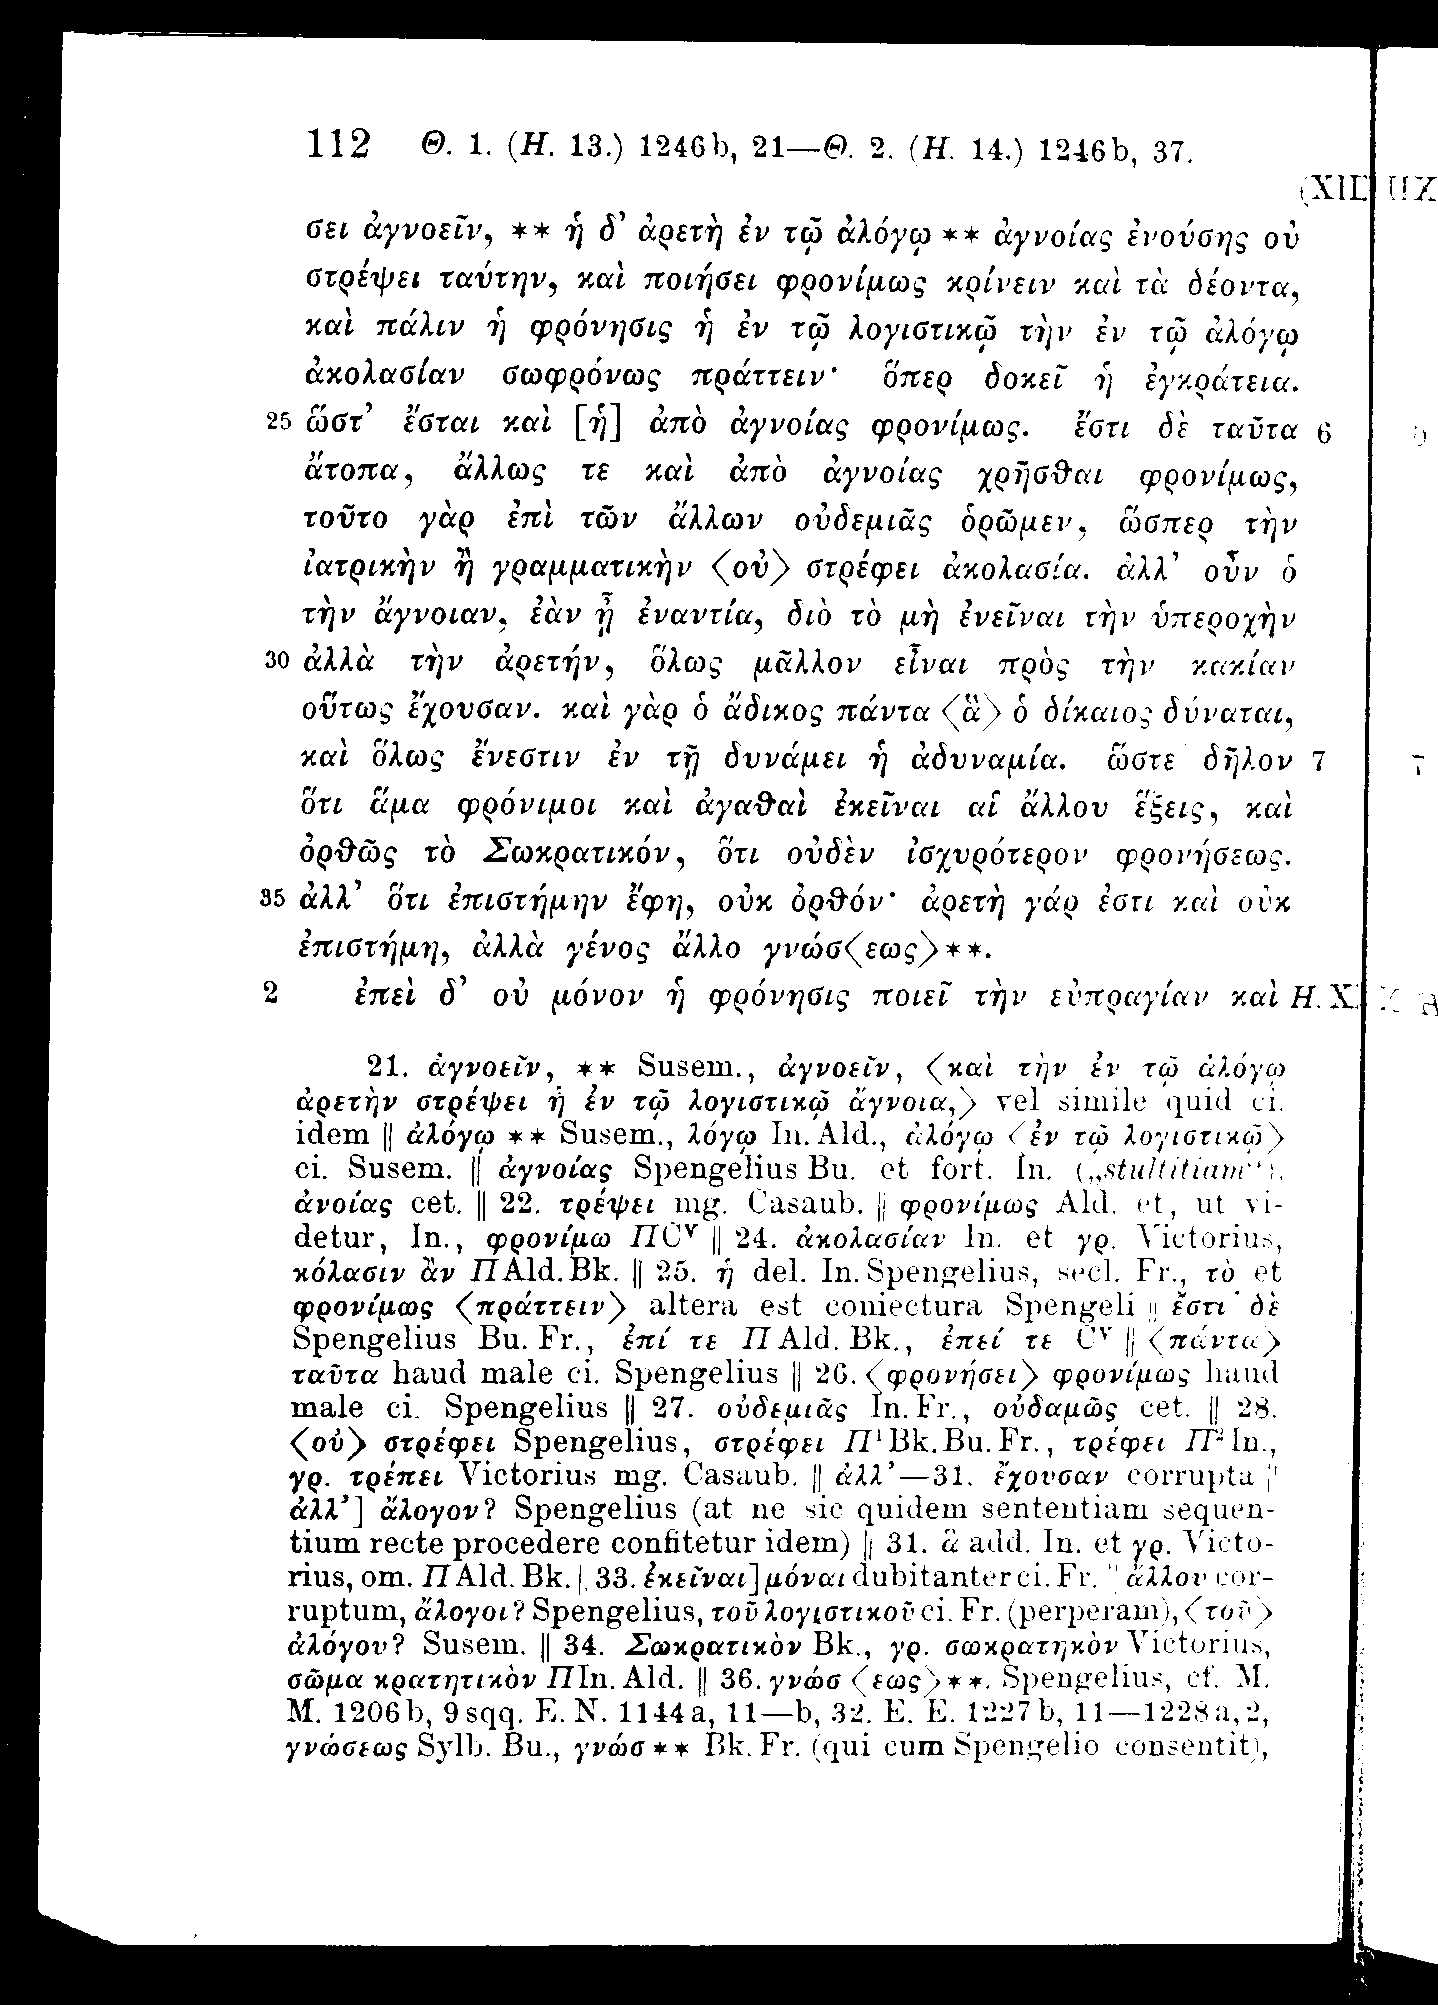 112 Θ. 1. (H. 13.) 1246b, 21—Θ. 2. (H. 14.) 1246b, 37.
(XII)
σει ἀγνοεῖν, ** ἡ δ’ ἀρετὴ ἐν τῷ ἀλόγῳ ** ἀγνοίας ἐνούσης οὐ
στρέψει ταύτην, καὶ ποιήσει φρονίμως κρίνειν καὶ τὰ δέοντα,
καὶ πάλιν ἡ φρόνησις ἡ ἐν τῷ λογιστικῷ τὴν ἐν τῷ ἀλόγῳ
ἀκολασίαν σωφρόνως πράττειν· ὅπερ δοκεῖ ἡ ἐγκράτεια.
25 ὥστ’ ἔσται καὶ [ἡ] ἀπὸ ἀγνοίας φρονίμως. ἔστι δὲ ταῦτα 6
ἄτοπα, ἄλλως τε καὶ ἀπὸ ἀγνοίας χρῆσθαι φρονίμως,
τοῦτο γὰρ ἐπὶ τῶν ἄλλων οὐδεμιᾶς ὁρῶμεν, ὥσπερ τὴν
ἰατρικὴν ἢ γραμματικὴν ⟨οὐ⟩ στρέφει ἀκολασία. ἀλλ’ οὖν ὁ
τὴν ἄγνοιαν, ἐὰν ᾖ ἐναντία, διὸ τὸ μὴ ἐνεῖναι τὴν ὑπεροχὴν
30 ἀλλὰ τὴν ἀρετήν, ὅλως μᾶλλον εἶναι πρὸς τὴν κακίαν
οὕτως ἔχουσαν. καὶ γὰρ ὁ ἄδικος πάντα ⟨ἃ⟩ ὁ δίκαιος δύναται,
καὶ ὅλως ἔνεστιν ἐν τῇ δυνάμει ἡ ἀδυναμία. ὥστε δῆλον 7
ὅτι ἅμα φρόνιμοι καὶ ἀγαθαὶ ἐκεῖναι αἱ ἄλλου ἕξεις, καὶ
ὀρθῶς τὸ Σωκρατικόν, ὅτι οὐδὲν ἰσχυρότερον φρονήσεως.
35 ἀλλ’ ὅτι ἐπιστήμην ἔφη, οὐκ ὀρθόν· ἀρετὴ γάρ ἐστι καὶ οὐκ
ἐπιστήμη, ἀλλὰ γένος ἄλλο γνώσ⟨εως⟩**.
2 ἐπεὶ δ’ οὐ μόνον ἡ φρόνησις ποιεῖ τὴν εὐπραγίαν καὶ H.
21. ἀγνοεῖν, ** Susem., ἀγνοεῖν, ⟨καὶ τὴν ἐν τῷ ἀλόγῳ
ἀρετὴν στρέψει ἡ ἐν τῷ λογιστικῷ ἄγνοια,⟩ vel simile quid ci.
idem || ἀλόγῳ ** Susem., λόγῳ In. Ald., ἀλόγῳ ⟨ἐν τῷ λογιστικῷ⟩
ci. Susem. || ἀγνοίας Spengelius Bu. et fort. In. („stultitiam“),
ἀνοίας cet. || 22. τρέψει mg. Casaub. || φρονίμως Ald. et, ut vi-
detur, In., φρονίμω ΠCᵛ || 24. ἀκολασίαν In. et γρ. Victorius,
κόλασιν ἂν Π Ald. Bk. || 25. ἡ del. In. Spengelius, secl. Fr., τὸ et
φρονίμως ⟨πράττειν⟩ altera est coniectura Spengeli || ἔστι δὲ
Spengelius Bu. Fr., ἐπί τε Π Ald. Bk., ἐπεί τε Cᵛ || ⟨πάντα⟩
ταῦτα haud male ci. Spengelius || 26. ⟨φρονήσει⟩ φρονίμως haud
male ci. Spengelius || 27. οὐδεμιᾶς In. Fr., οὐδαμῶς cet. || 28.
⟨οὐ⟩ στρέφει Spengelius, στρέφει Π¹ Bk. Bu. Fr., τρέφει Π² In.,
γρ. τρέπει Victorius mg. Casaub. || ἀλλ’—31. ἔχουσαν corrupta ||
ἀλλ’] ἄλογον? Spengelius (at ne sic quidem sententiam sequen-
tium recte procedere confitetur idem) || 31. ἃ add. In. et γρ. Victo-
rius, om. Π Ald. Bk. || 33. ἐκεῖναι] μόναι dubitanter ci. Fr. || ἄλλου cor-
ruptum, ἄλογοι? Spengelius, τοῦ λογιστικοῦ ci. Fr. (perperam), ⟨τοῦ⟩
ἀλόγου? Susem. || 34. Σωκρατικὸν Bk., γρ. σωκρατηκὸν Victorius,
σῶμα κρατητικὸν Π In. Ald. || 36. γνώσ⟨εως⟩**. Spengelius, cf. M.
M. 1206b, 9 sqq. E. N. 1144a, 11—b, 32. E. E. 1227b, 11—1228a, 2,
γνώσεως Sylb. Bu., γνώσ** Bk. Fr. (qui cum Spengelio consentit),